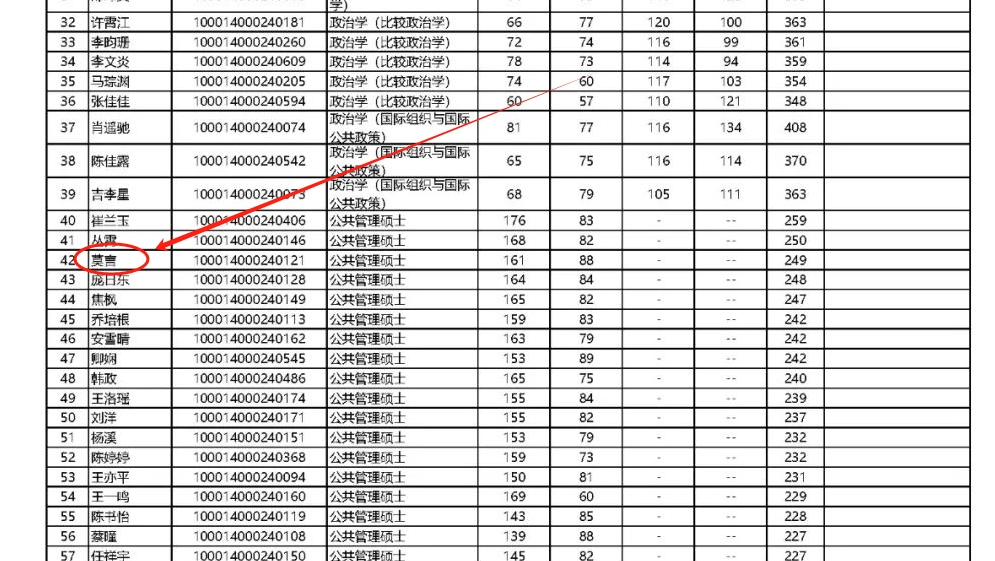 学）
32 许霄江 100014000240181 政治学（比较政治学） 66 77 120 100 363
33 李昀珊 100014000240260 政治学（比较政治学） 72 74 116 99 361
34 李文炎 100014000240609 政治学（比较政治学） 78 73 114 94 359
35 马琮渊 100014000240205 政治学（比较政治学） 74 60 117 103 354
36 张佳佳 100014000240594 政治学（比较政治学） 60 57 110 121 348
37 肖遥驰 100014000240074 政治学（国际组织与国际 81 77 116 134 408
公共政策）
38 陈佳露 100014000240542 政治学（国际组织与国际 65 75 116 114 370
公共政策）
39 吉李星 100014000240073 政治学（国际组织与国际 68 79 105 111 363
公共政策）
40 崔兰玉 100014000240406 公共管理硕士 176 83 - -- 259
41 丛霄 100014000240146 公共管理硕士 168 82 - -- 250
42 莫言 100014000240121 公共管理硕士 161 88 - -- 249
43 庞日东 100014000240128 公共管理硕士 164 84 - -- 248
44 焦枫 100014000240149 公共管理硕士 165 82 - -- 247
45 乔培根 100014000240113 公共管理硕士 159 83 - -- 242
46 安雪晴 100014000240162 公共管理硕士 163 79 - -- 242
47 卿娴 100014000240545 公共管理硕士 153 89 - -- 242
48 韩政 100014000240486 公共管理硕士 165 75 - -- 240
49 王洛瑶 100014000240174 公共管理硕士 155 84 - -- 239
50 刘洋 100014000240171 公共管理硕士 155 82 - -- 237
51 杨溪 100014000240151 公共管理硕士 153 79 - -- 232
52 陈婷婷 100014000240368 公共管理硕士 159 73 - -- 232
53 王亦平 100014000240094 公共管理硕士 150 81 - -- 231
54 王一鸣 100014000240160 公共管理硕士 169 60 - -- 229
55 陈书怡 100014000240119 公共管理硕士 143 85 - -- 228
56 蔡瞳 100014000240108 公共管理硕士 139 88 - -- 227
57 任祥宇 100014000240150 公共管理硕士 145 82 - -- 227